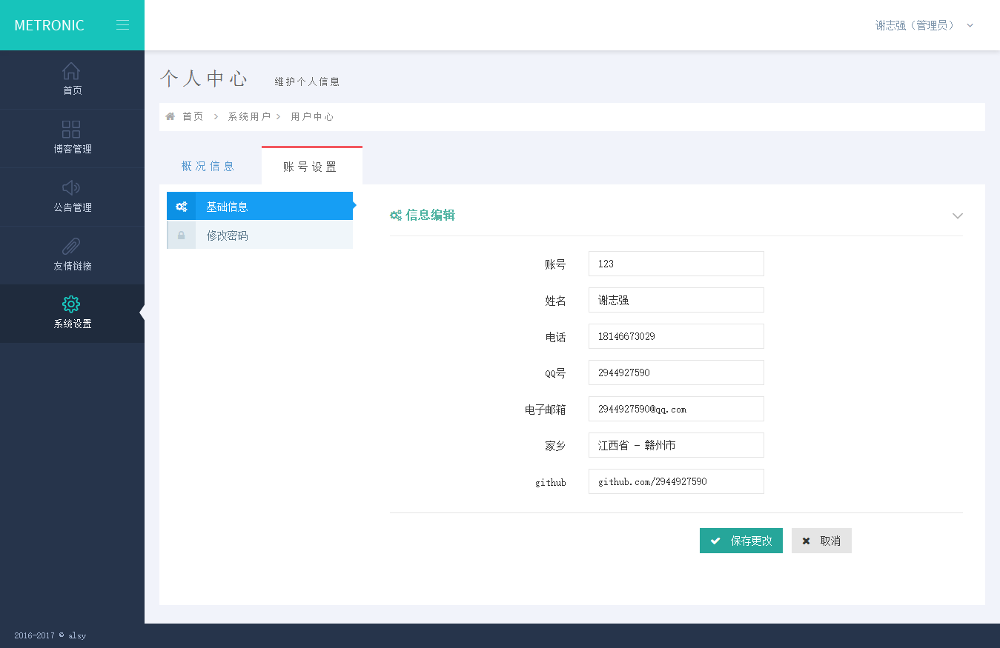 METRONIC
谢志强（管理员）
首页
博客管理
公告管理
友情链接
系统设置
个人中心 维护个人信息
首页 系统用户 用户中心
概况信息 账号设置
基础信息
修改密码
信息编辑
账号 123
姓名 谢志强
电话 18146673029
QQ号 2944927590
电子邮箱 2944927590@qq.com
家乡 江西省 - 赣州市
github github.com/2944927590
保存更改 取消
2016-2017 © alsy